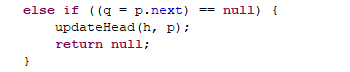 else if ((q = p.next) == null) {
updateHead(h, p);
return null;
}